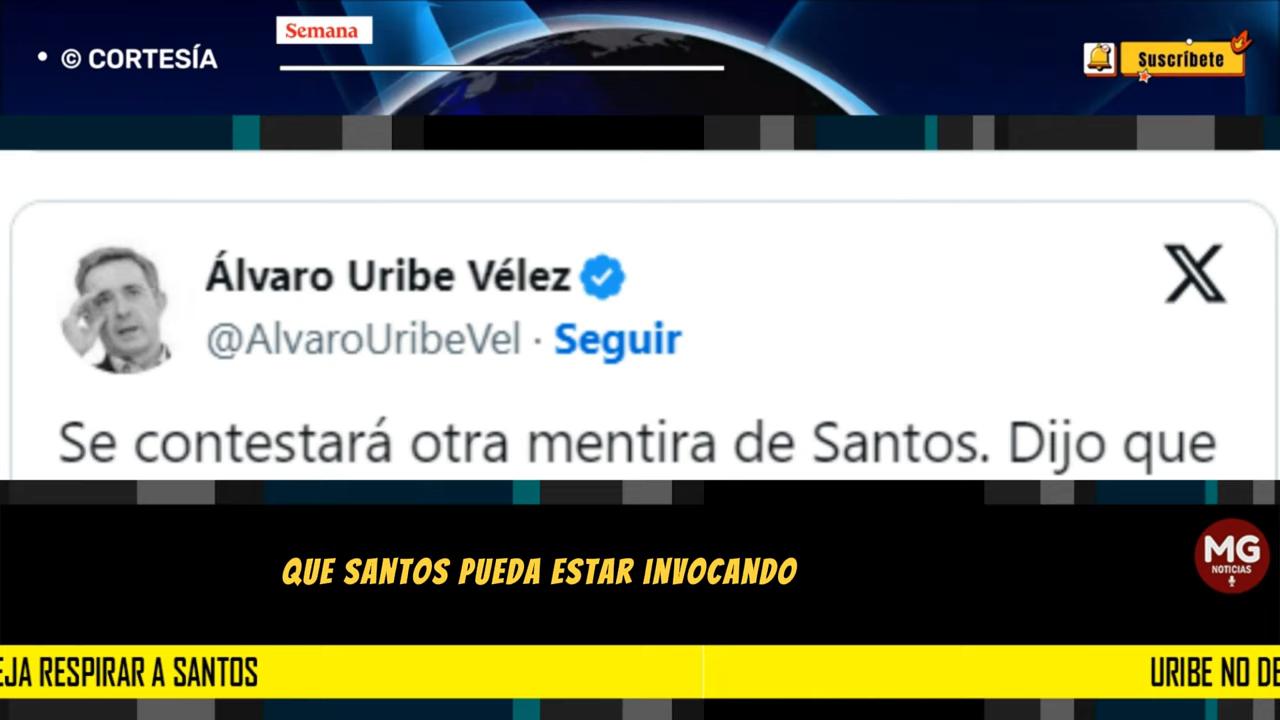 Semana
• © CORTESÍA
Suscríbete
Álvaro Uribe Vélez
@AlvaroUribeVel · Seguir
Se contestará otra mentira de Santos. Dijo que
QUE SANTOS PUEDA ESTAR INVOCANDO
MG
NOTICIAS
EJA RESPIRAR A SANTOS
URIBE NO DE